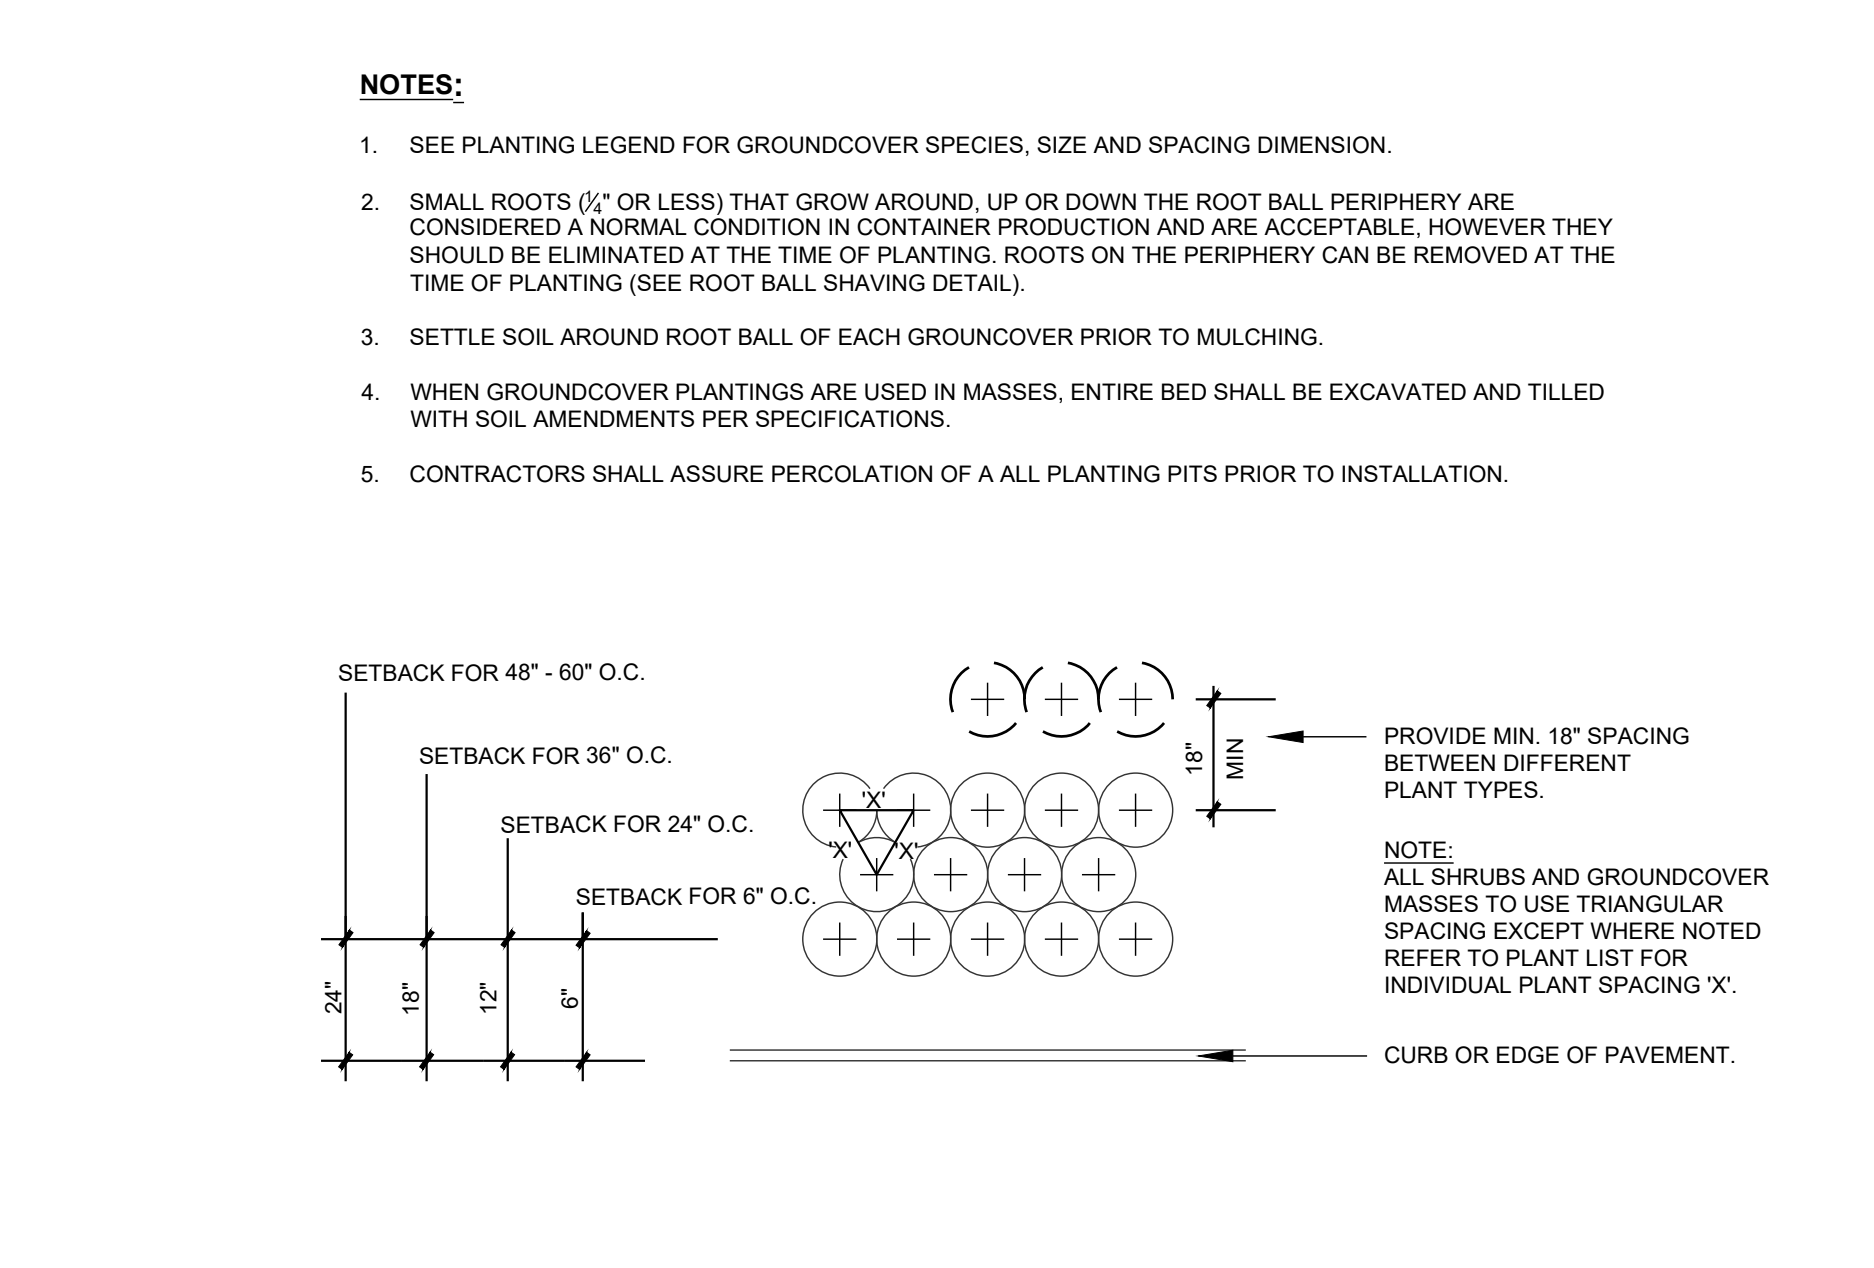 NOTES:
1. SEE PLANTING LEGEND FOR GROUNDCOVER SPECIES, SIZE AND SPACING DIMENSION.
2. SMALL ROOTS (¼" OR LESS) THAT GROW AROUND, UP OR DOWN THE ROOT BALL PERIPHERY ARE
CONSIDERED A NORMAL CONDITION IN CONTAINER PRODUCTION AND ARE ACCEPTABLE, HOWEVER THEY
SHOULD BE ELIMINATED AT THE TIME OF PLANTING. ROOTS ON THE PERIPHERY CAN BE REMOVED AT THE
TIME OF PLANTING (SEE ROOT BALL SHAVING DETAIL).
3. SETTLE SOIL AROUND ROOT BALL OF EACH GROUNCOVER PRIOR TO MULCHING.
4. WHEN GROUNDCOVER PLANTINGS ARE USED IN MASSES, ENTIRE BED SHALL BE EXCAVATED AND TILLED
WITH SOIL AMENDMENTS PER SPECIFICATIONS.
5. CONTRACTORS SHALL ASSURE PERCOLATION OF A ALL PLANTING PITS PRIOR TO INSTALLATION.
SETBACK FOR 48" - 60" O.C.
SETBACK FOR 36" O.C.
SETBACK FOR 24" O.C.
SETBACK FOR 6" O.C.
24"
18"
12"
6"
'X'
'X'
'X'
18"
MIN
PROVIDE MIN. 18" SPACING
BETWEEN DIFFERENT
PLANT TYPES.
NOTE:
ALL SHRUBS AND GROUNDCOVER
MASSES TO USE TRIANGULAR
SPACING EXCEPT WHERE NOTED
REFER TO PLANT LIST FOR
INDIVIDUAL PLANT SPACING 'X'.
CURB OR EDGE OF PAVEMENT.